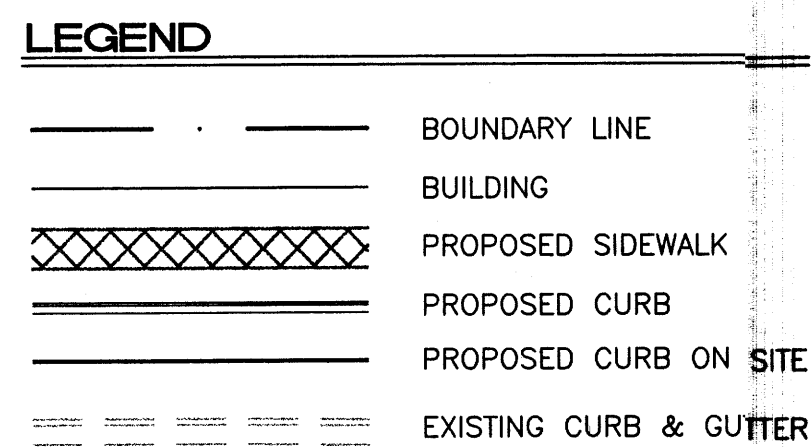 LEGEND
BOUNDARY LINE
BUILDING
PROPOSED SIDEWALK
PROPOSED CURB
PROPOSED CURB ON SITE
EXISTING CURB & GUTTER